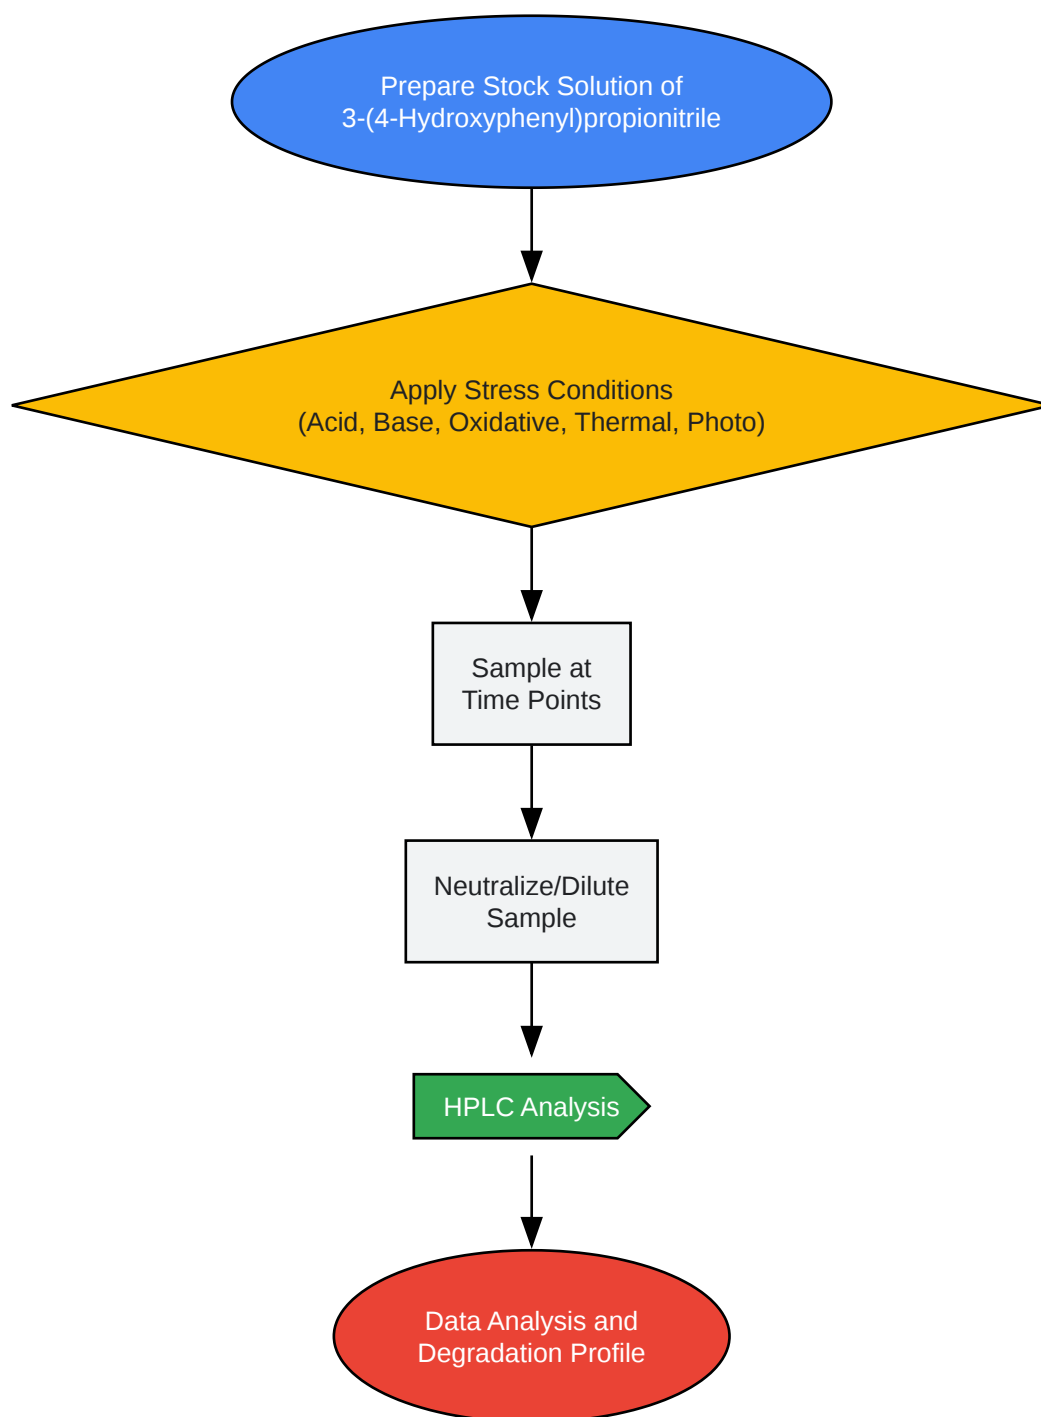 Prepare Stock Solution of
3-(4-Hydroxyphenyl)propionitrile
Apply Stress Conditions
(Acid, Base, Oxidative, Thermal, Photo)
Sample at
Time Points
Neutralize/Dilute
Sample
HPLC Analysis
Data Analysis and
Degradation Profile